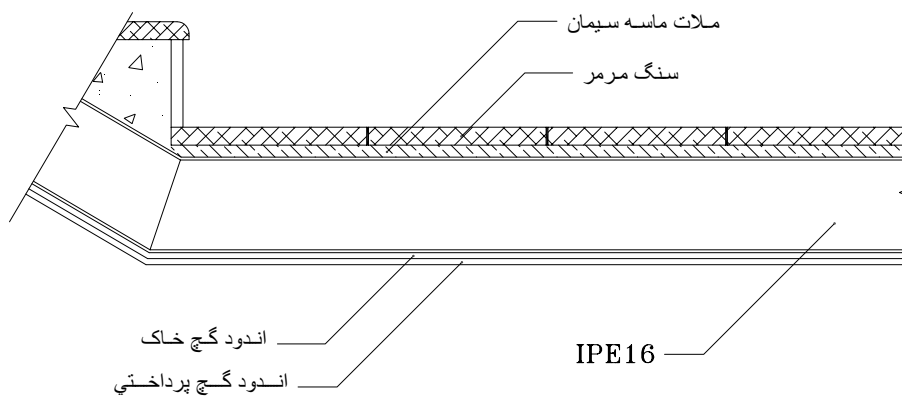 ملات ماسه سیمان
سنگ مرمر
اندود گچ خاک
IPE16
اندود گچ پرداختي